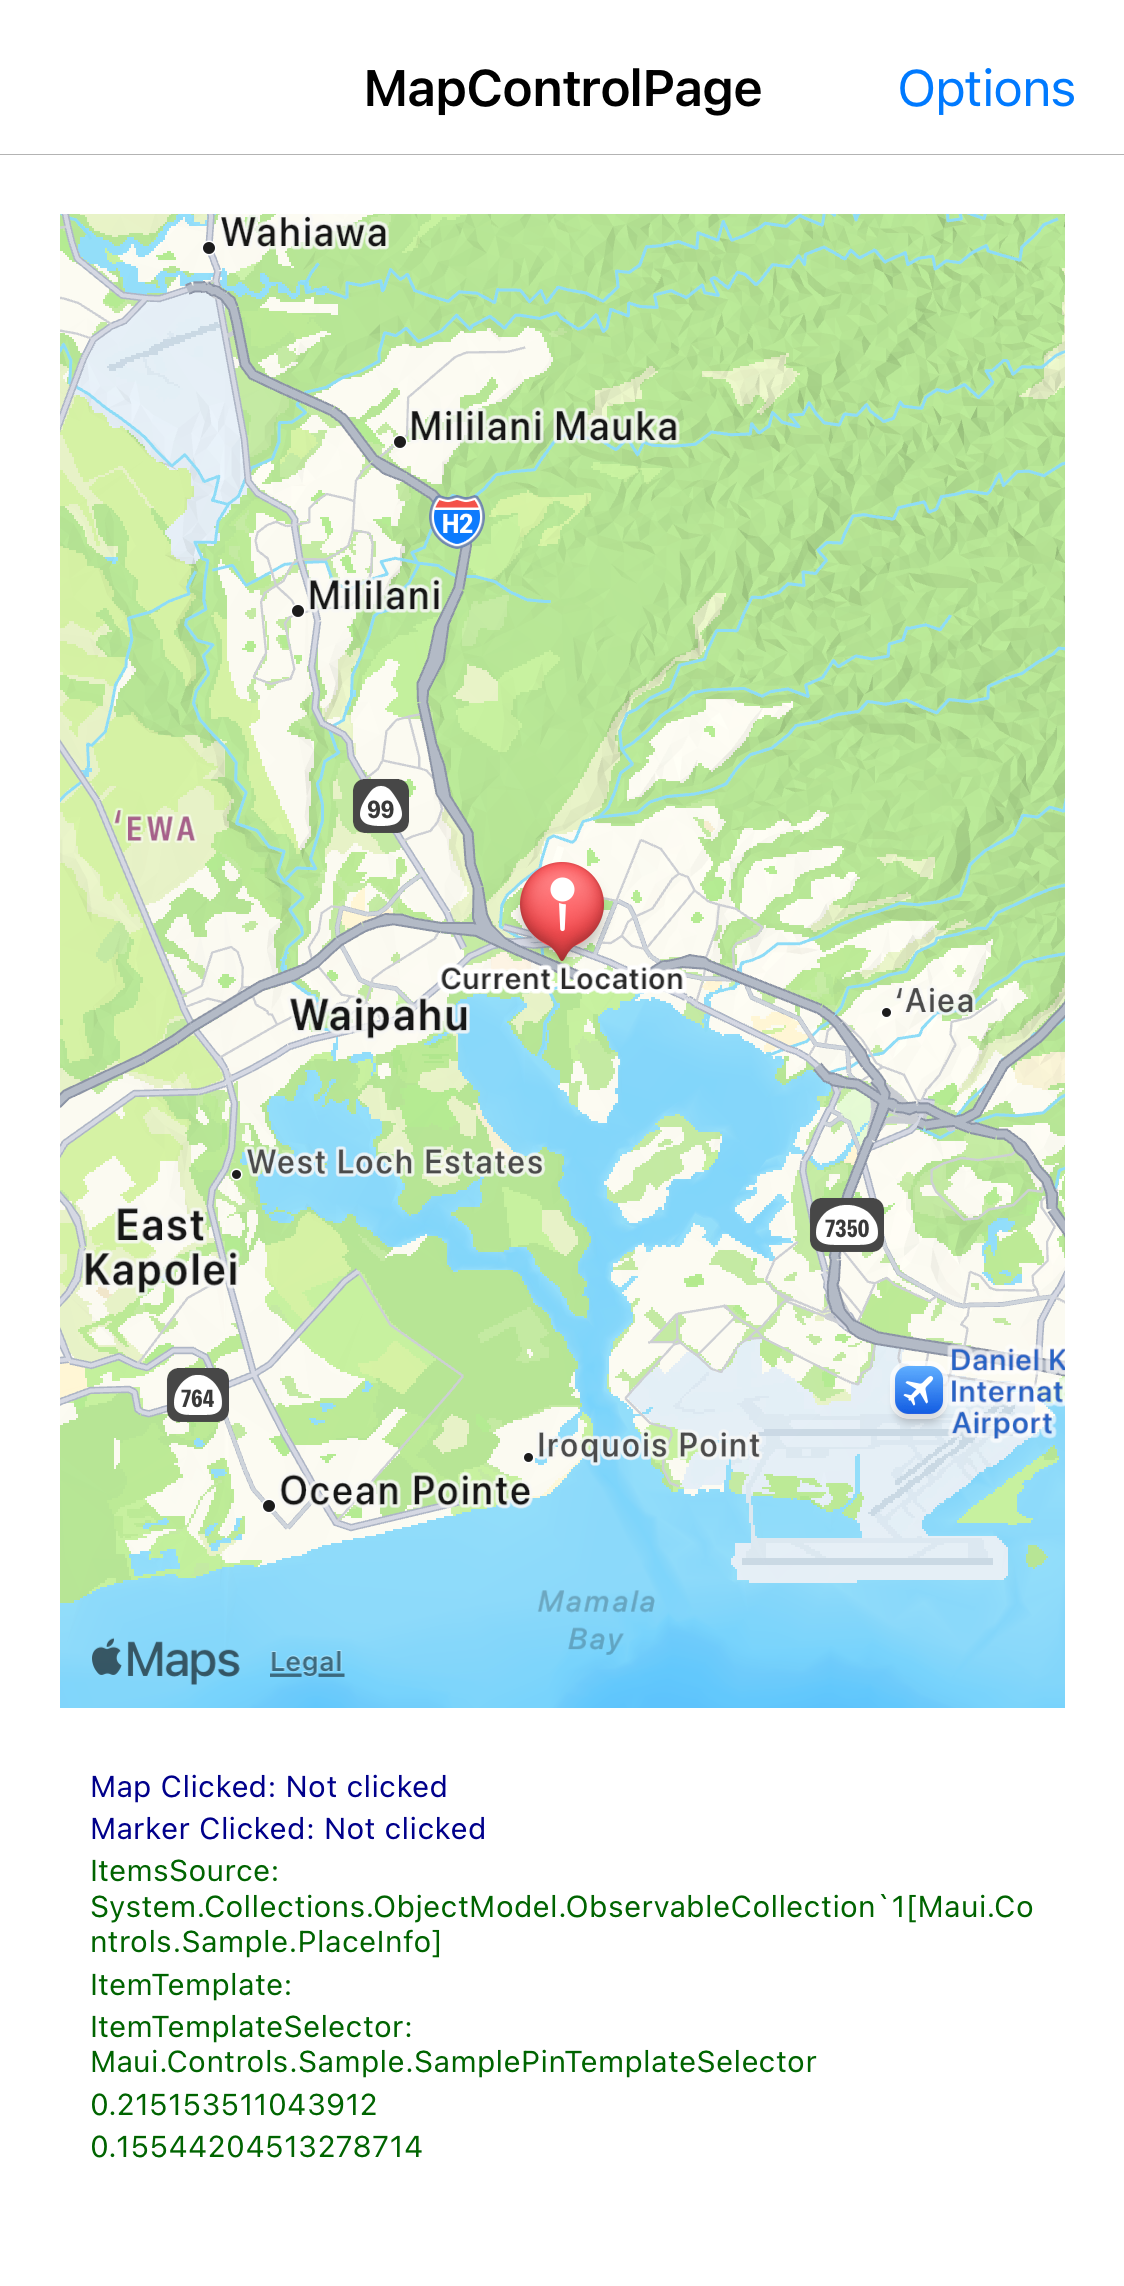 MapControlPage
Options
Wahiawa
Mililani Mauka
H2
Mililani
99
ʻEWA
Current Location
Waipahu
ʻAiea
West Loch Estates
East
Kapolei
7350
764
Daniel K
Internat
Airport
Iroquois Point
Ocean Pointe
Mamala
Bay
Maps
Legal
Map Clicked: Not clicked
Marker Clicked: Not clicked
ItemsSource:
System.Collections.ObjectModel.ObservableCollection`1[Maui.Co
ntrols.Sample.PlaceInfo]
ItemTemplate:
ItemTemplateSelector:
Maui.Controls.Sample.SamplePinTemplateSelector
0.215153511043912
0.15544204513278714